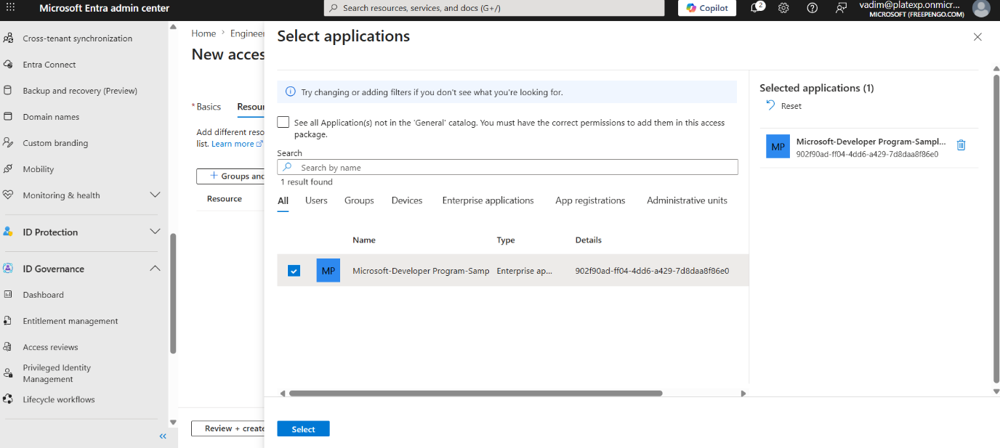 Microsoft Entra admin center
Search resources, services, and docs (G+/)
Copilot
2
vadim@platexp.onmicr...
MICROSOFT (FREEPENGO.COM)
Cross-tenant synchronization
Entra Connect
Backup and recovery (Preview)
Domain names
Custom branding
Mobility
Monitoring & health
ID Protection
ID Governance
Dashboard
Entitlement management
Access reviews
Privileged Identity
Management
Lifecycle workflows
Home
Engineer
New acces
*Basics
Resour
Add different reso
list. Learn more
+ Groups and
Resource
Review + create
Select applications
Try changing or adding filters if you don't see what you're looking for.
See all Application(s) not in the 'General' catalog. You must have the correct permissions to add them in this access
package.
Search
Search by name
1 result found
All Users Groups Devices Enterprise applications App registrations Administrative units
Name Type Details
MP Microsoft-Developer Program-Samp Enterprise ap... 902f90ad-ff04-4dd6-a429-7d8daa8f86e0
Select
Selected applications (1)
Reset
MP
Microsoft-Developer Program-Sampl...
902f90ad-ff04-4dd6-a429-7d8daa8f86e0